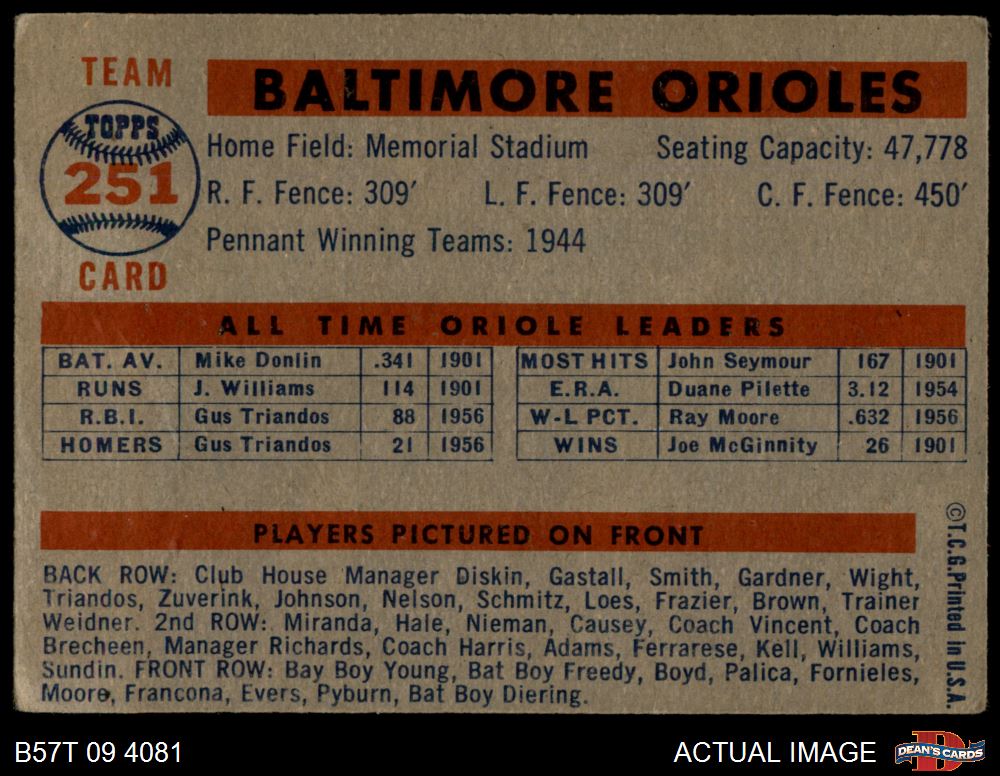 TEAM
BALTIMORE ORIOLES
TOPPS
251
CARD
Home Field: Memorial Stadium Seating Capacity: 47,778
R. F. Fence: 309′ L. F. Fence: 309′ C. F. Fence: 450′
Pennant Winning Teams: 1944
ALL TIME ORIOLE LEADERS
BAT. AV. Mike Donlin .341 1901 MOST HITS John Seymour 167 1901
RUNS J. Williams 114 1901 E.R.A. Duane Pilette 3.12 1954
R.B.I. Gus Triandos 88 1956 W-L PCT. Ray Moore .632 1956
HOMERS Gus Triandos 21 1956 WINS Joe McGinnity 26 1901
PLAYERS PICTURED ON FRONT
BACK ROW: Club House Manager Diskin, Gastall, Smith, Gardner, Wight,
Triandos, Zuverink, Johnson, Nelson, Schmitz, Loes, Frazier, Brown, Trainer
Weidner. 2nd ROW: Miranda, Hale, Nieman, Causey, Coach Vincent, Coach
Brecheen, Manager Richards, Coach Harris, Adams, Ferrarese, Kell, Williams,
Sundin. FRONT ROW: Bay Boy Young, Bat Boy Freedy, Boyd, Palica, Fornieles,
Moore, Francona, Evers, Pyburn, Bat Boy Diering.
©T.C.G. Printed In U.S.A.
B57T 09 4081 ACTUAL IMAGE DEAN'S CARDS